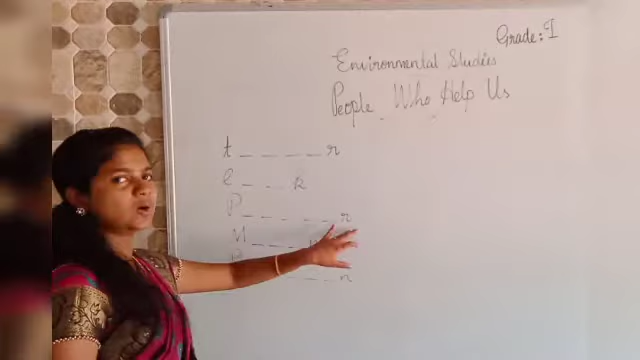 Grade: I
Environmental Studies
People Who Help Us
t _ _ _ _ _ r
C _ _ _ k
P _ _ _ _ _ r
M _ _ _
r